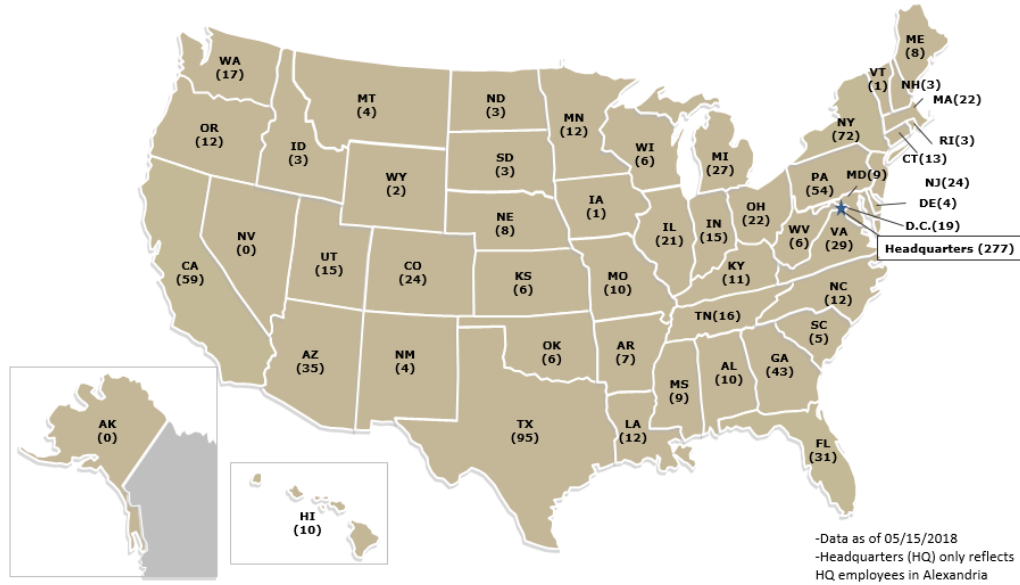 WA
(17)
OR
(12)
CA
(59)
NV
(0)
ID
(3)
MT
(4)
WY
(2)
UT
(15)
AZ
(35)
CO
(24)
NM
(4)
ND
(3)
SD
(3)
NE
(8)
KS
(6)
OK
(6)
TX
(95)
MN
(12)
IA
(1)
MO
(10)
AR
(7)
LA
(12)
WI
(6)
IL
(21)
MI
(27)
IN
(15)
OH
(22)
KY
(11)
TN(16)
MS
(9)
AL
(10)
GA
(43)
FL
(31)
SC
(5)
NC
(12)
WV
(6)
VA
(29)
PA
(54)
NY
(72)
VT
(1)
NH(3)
ME
(8)
MA(22)
RI(3)
CT(13)
MD(9)
NJ(24)
DE(4)
D.C.(19)
Headquarters (277)
AK
(0)
HI
(10)
-Data as of 05/15/2018
-Headquarters (HQ) only reflects
HQ employees in Alexandria